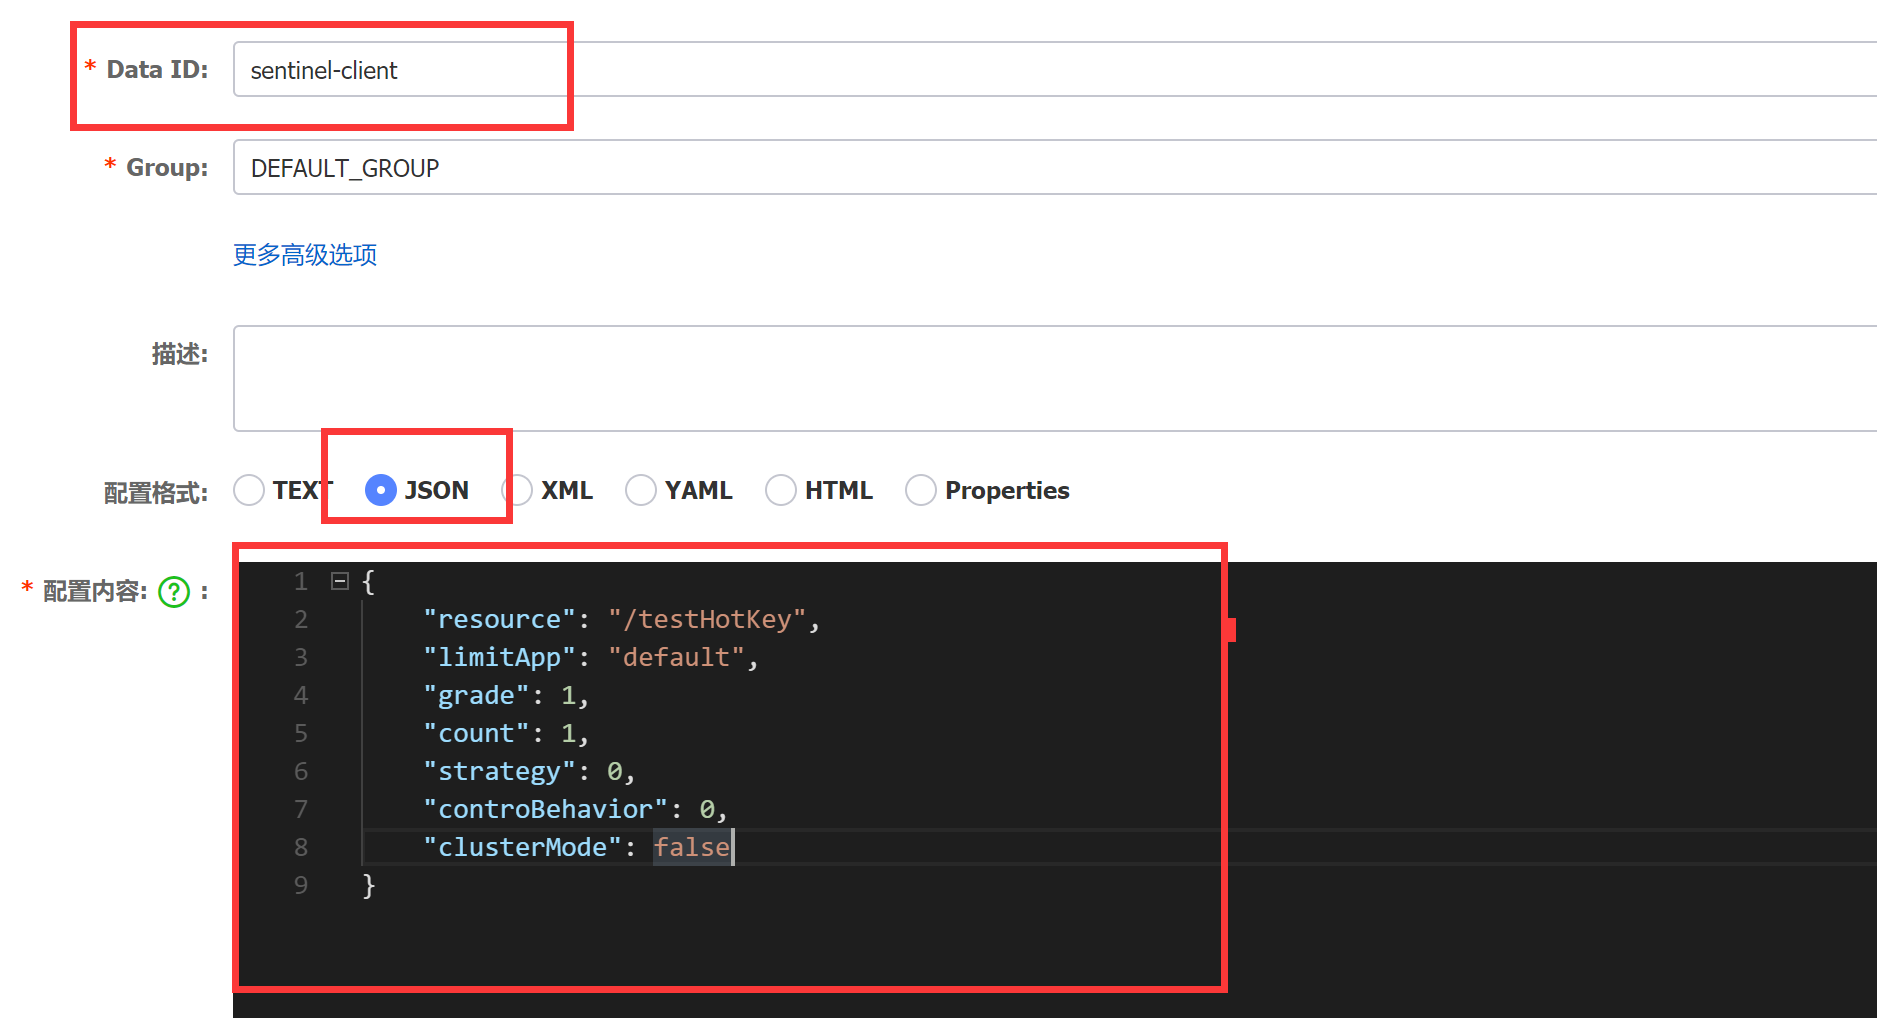 * Data ID: sentinel-client
* Group: DEFAULT_GROUP
更多高级选项
描述:
配置格式: TEXT JSON XML YAML HTML Properties
* 配置内容: ? :
1 {
2 "resource": "/testHotKey",
3 "limitApp": "default",
4 "grade": 1,
5 "count": 1,
6 "strategy": 0,
7 "controBehavior": 0,
8 "clusterMode": false
9 }